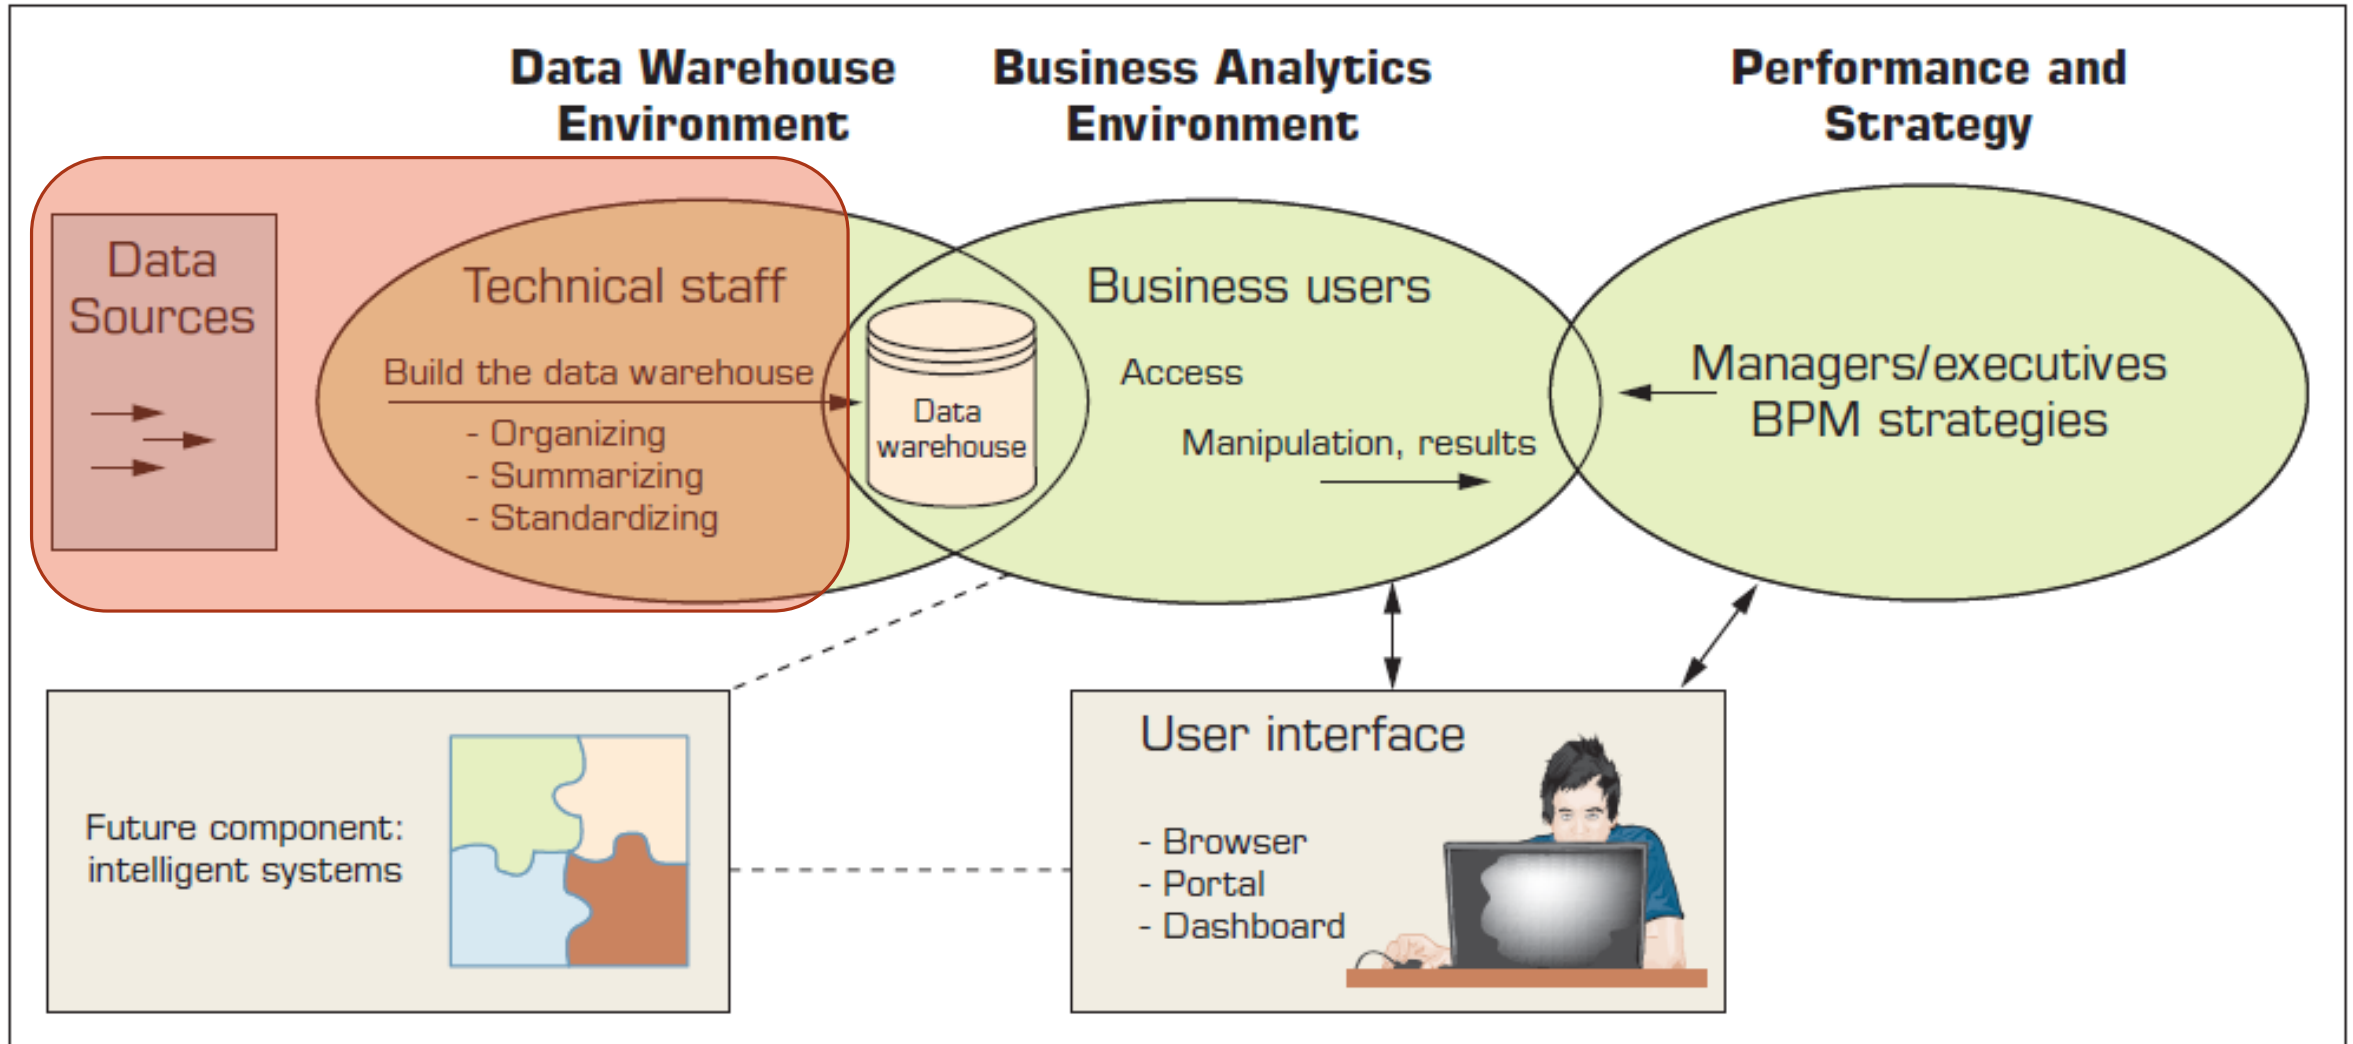 Data Warehouse
Environment
Business Analytics
Environment
Performance and
Strategy
Data
Sources
Technical staff
Build the data warehouse
- Organizing
- Summarizing
- Standardizing
Data
warehouse
Business users
Access
Manipulation, results
Managers/executives
BPM strategies
Future component:
intelligent systems
User interface
- Browser
- Portal
- Dashboard